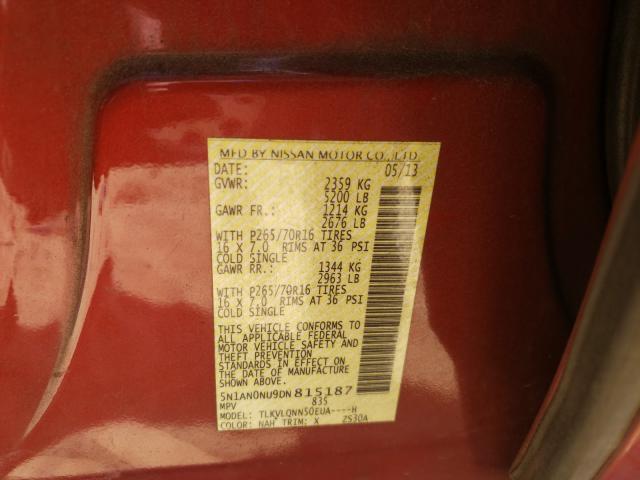 MFD BY NISSAN MOTOR CO.,LTD.
DATE: 05/13
GVWR: 2359 KG
5200 LB
GAWR FR.: 1214 KG
2676 LB
WITH P265/70R16 TIRES
16 X 7.0 RIMS AT 36 PSI
COLD SINGLE
GAWR RR.: 1344 KG
2963 LB
WITH P265/70R16 TIRES
16 X 7.0 RIMS AT 36 PSI
COLD SINGLE
THIS VEHICLE CONFORMS TO
ALL APPLICABLE FEDERAL
MOTOR VEHICLE SAFETY AND
THEFT PREVENTION
STANDARDS IN EFFECT ON
THE DATE OF MANUFACTURE
SHOWN ABOVE.
5N1AN0NU9DN815187
MPV 835
MODEL: TLKVLQNN50EUA----H
COLOR: NAH TRIM: X ZS30A